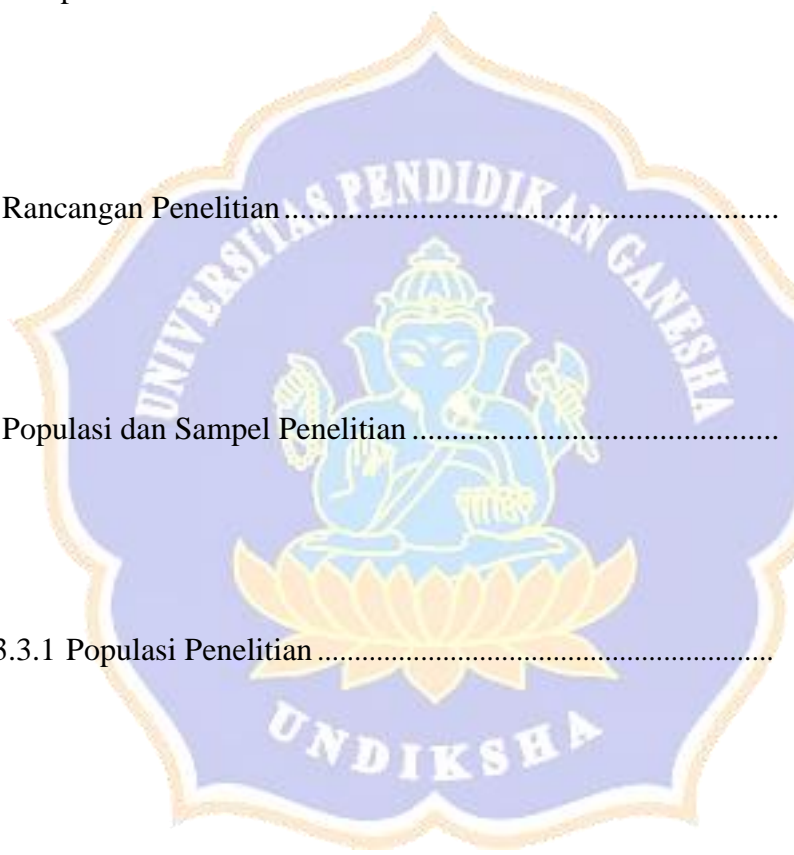 UNIVERSITAS PENDIDIKAN GANESHA
Rancangan Penelitian..............................................................
Populasi dan Sampel Penelitian..............................................
3.3.1 Populasi Penelitian..........................................................
UNDIKSHA